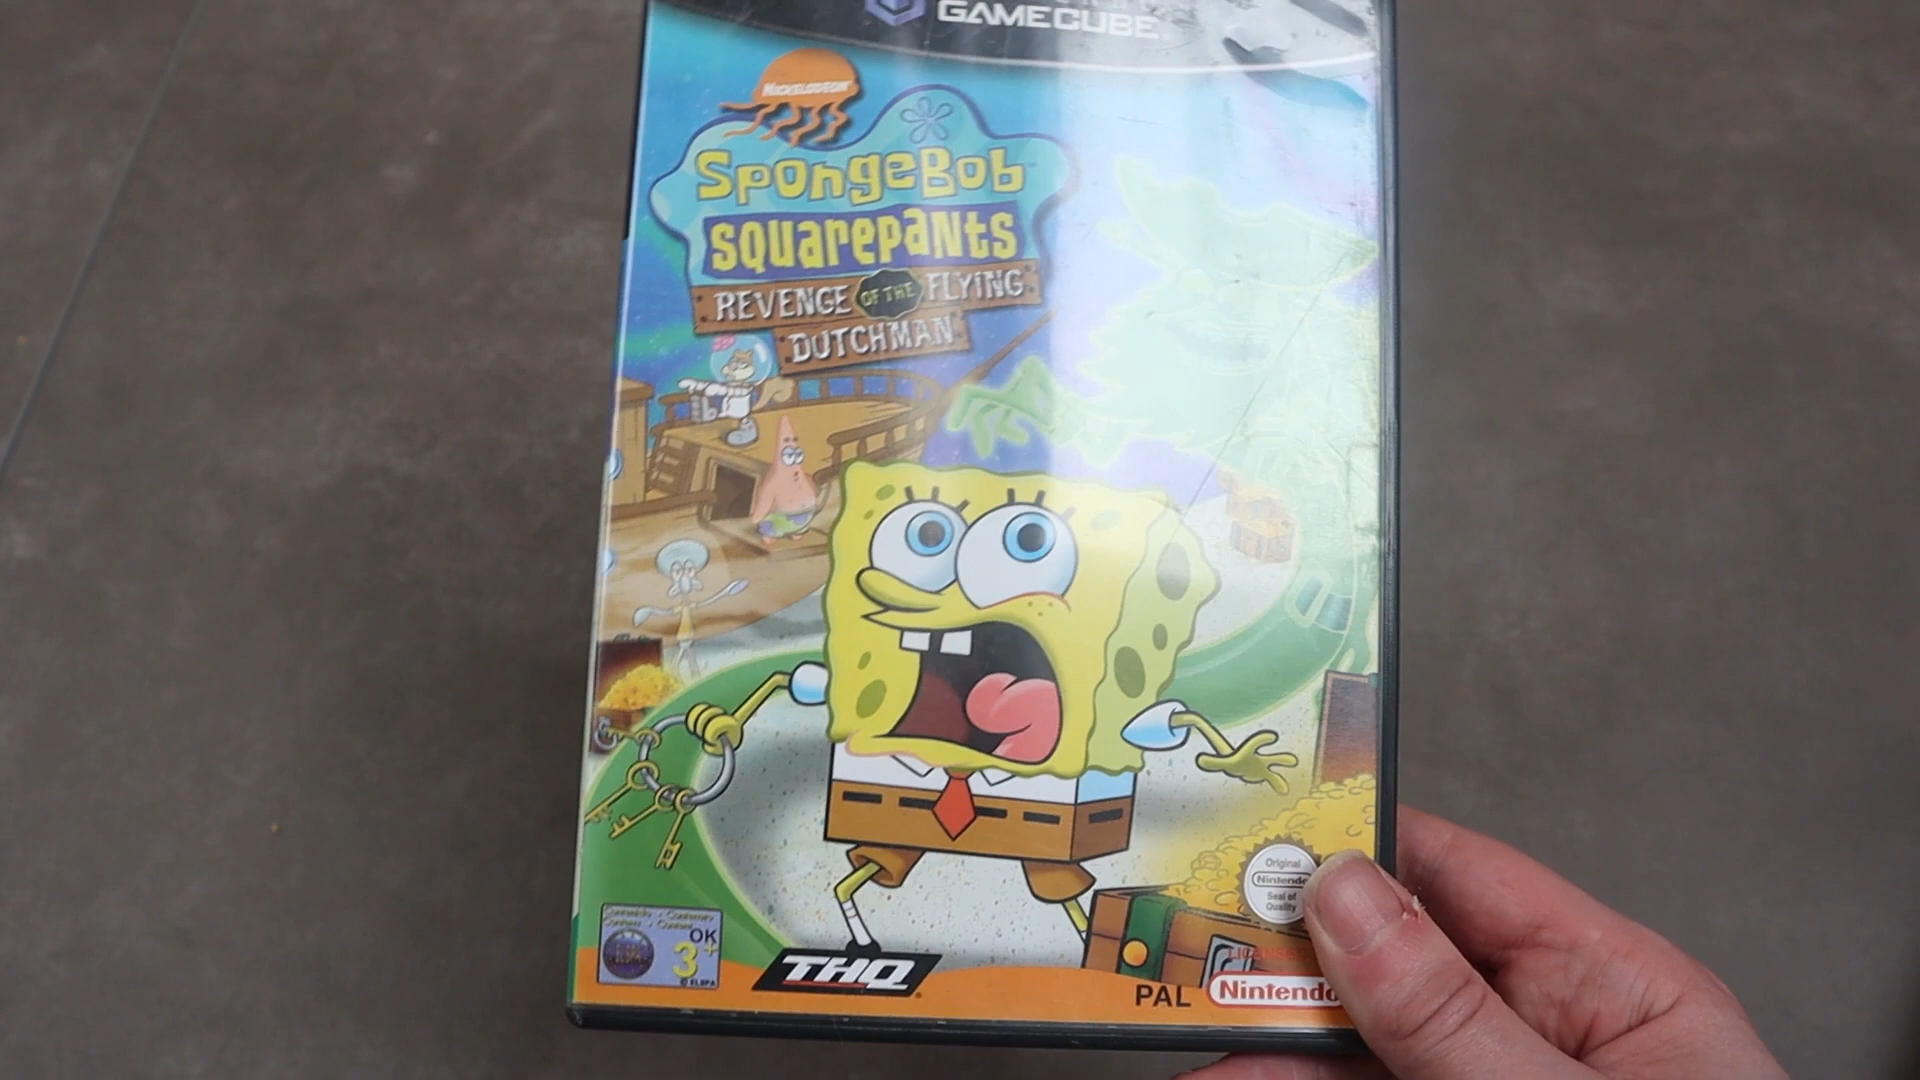 GAMECUBE
NICKELODEON
SpongeBob
SQUAREPANTS
REVENGE OF THE FLYING
DUTCHMAN
Original
Nintendo
Seal of
Quality
OK
3+
© ELSPA
THQ
PAL
Nintendo